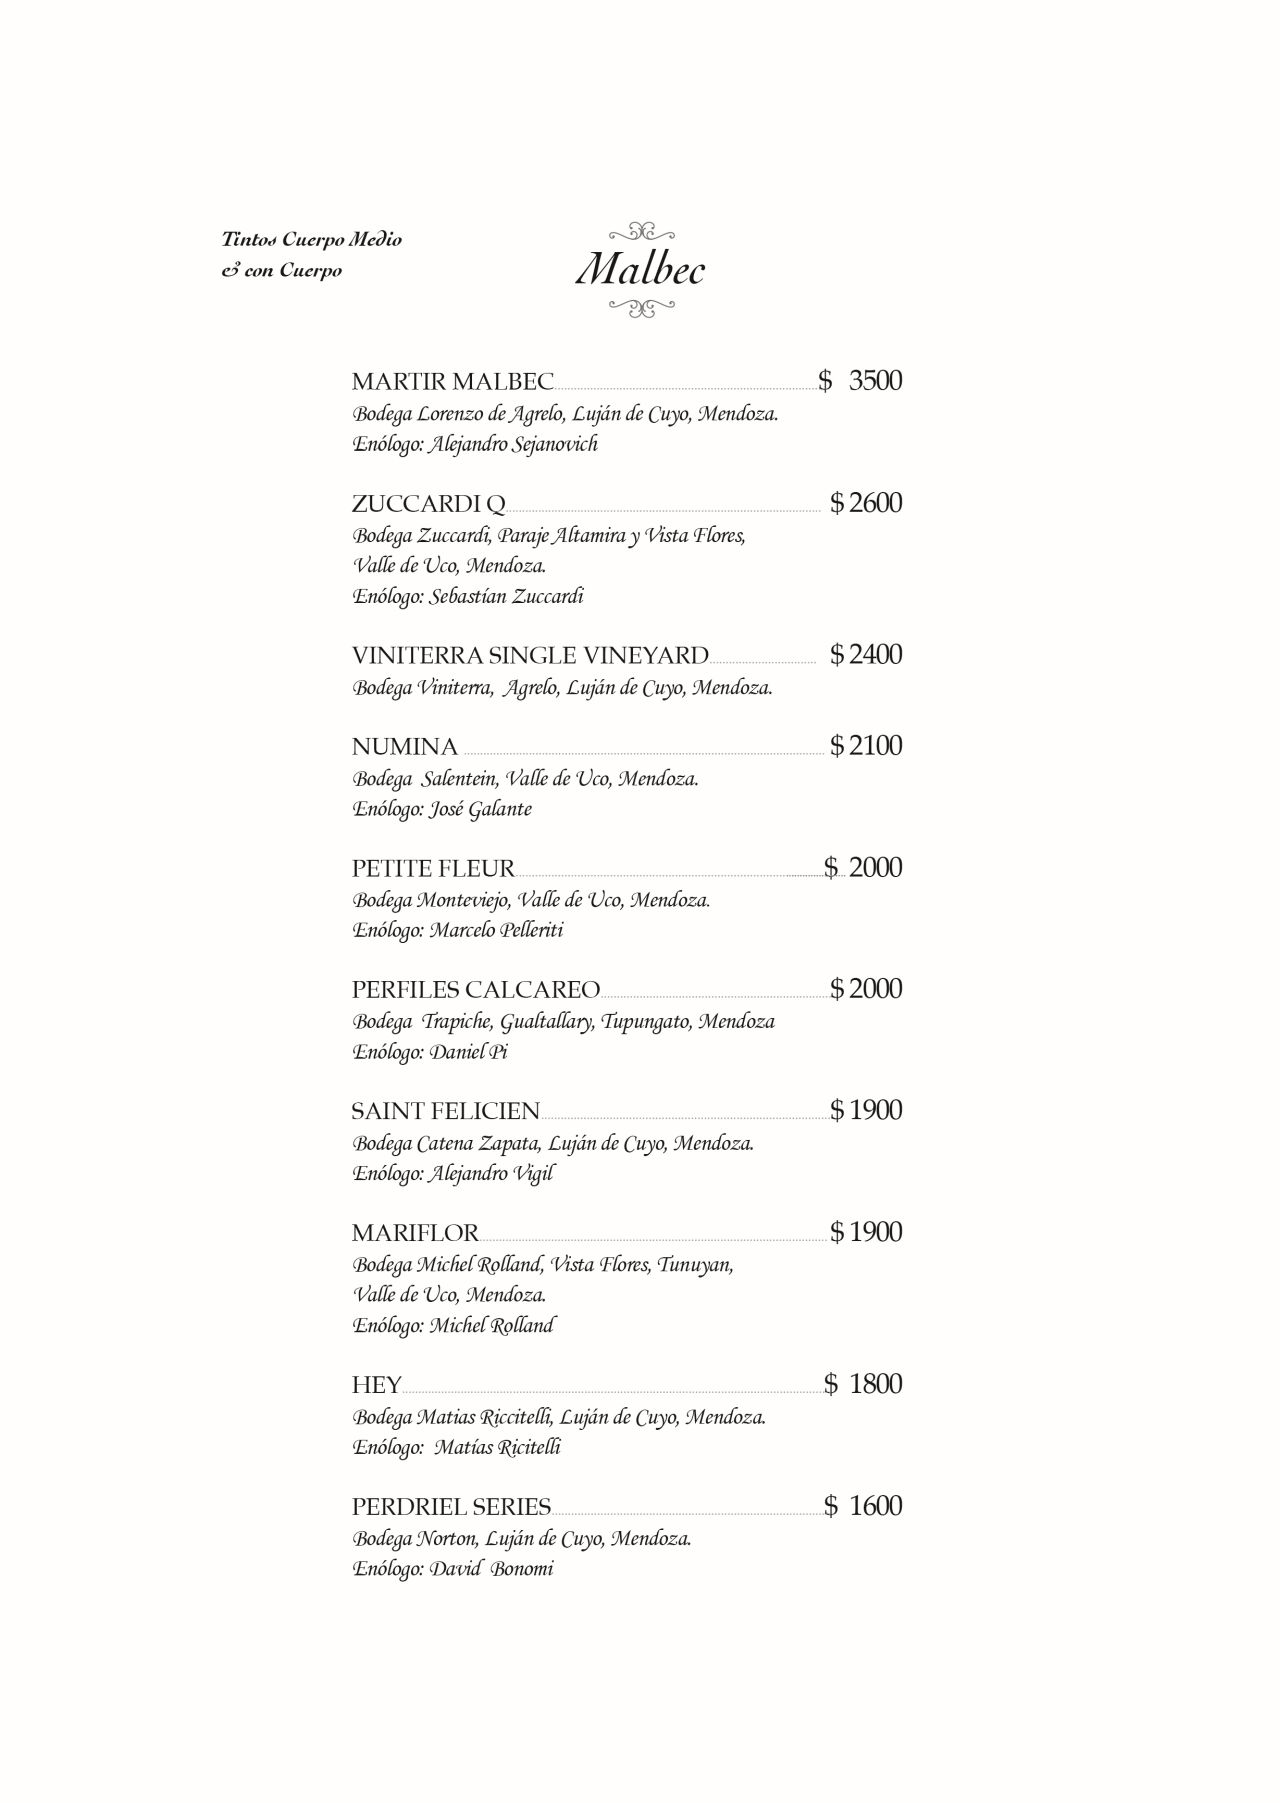 Tintos Cuerpo Medio
& con Cuerpo
Malbec
MARTIR MALBEC $ 3500
Bodega Lorenzo de Agrelo, Luján de Cuyo, Mendoza.
Enólogo: Alejandro Sejanovich
ZUCCARDI Q $ 2600
Bodega Zuccardi, Paraje Altamira y Vista Flores,
Valle de Uco, Mendoza.
Enólogo: Sebastían Zuccardi
VINITERRA SINGLE VINEYARD $ 2400
Bodega Viniterra, Agrelo, Luján de Cuyo, Mendoza.
NUMINA $ 2100
Bodega Salentein, Valle de Uco, Mendoza.
Enólogo: José Galante
PETITE FLEUR $ 2000
Bodega Monteviejo, Valle de Uco, Mendoza.
Enólogo: Marcelo Pelleriti
PERFILES CALCAREO $ 2000
Bodega Trapiche, Gualtallary, Tupungato, Mendoza
Enólogo: Daniel Pi
SAINT FELICIEN $ 1900
Bodega Catena Zapata, Luján de Cuyo, Mendoza.
Enólogo: Alejandro Vigil
MARIFLOR $ 1900
Bodega Michel Rolland, Vista Flores, Tunuyan,
Valle de Uco, Mendoza.
Enólogo: Michel Rolland
HEY $ 1800
Bodega Matias Riccitelli, Luján de Cuyo, Mendoza.
Enólogo: Matías Ricitelli
PERDRIEL SERIES $ 1600
Bodega Norton, Luján de Cuyo, Mendoza.
Enólogo: David Bonomi